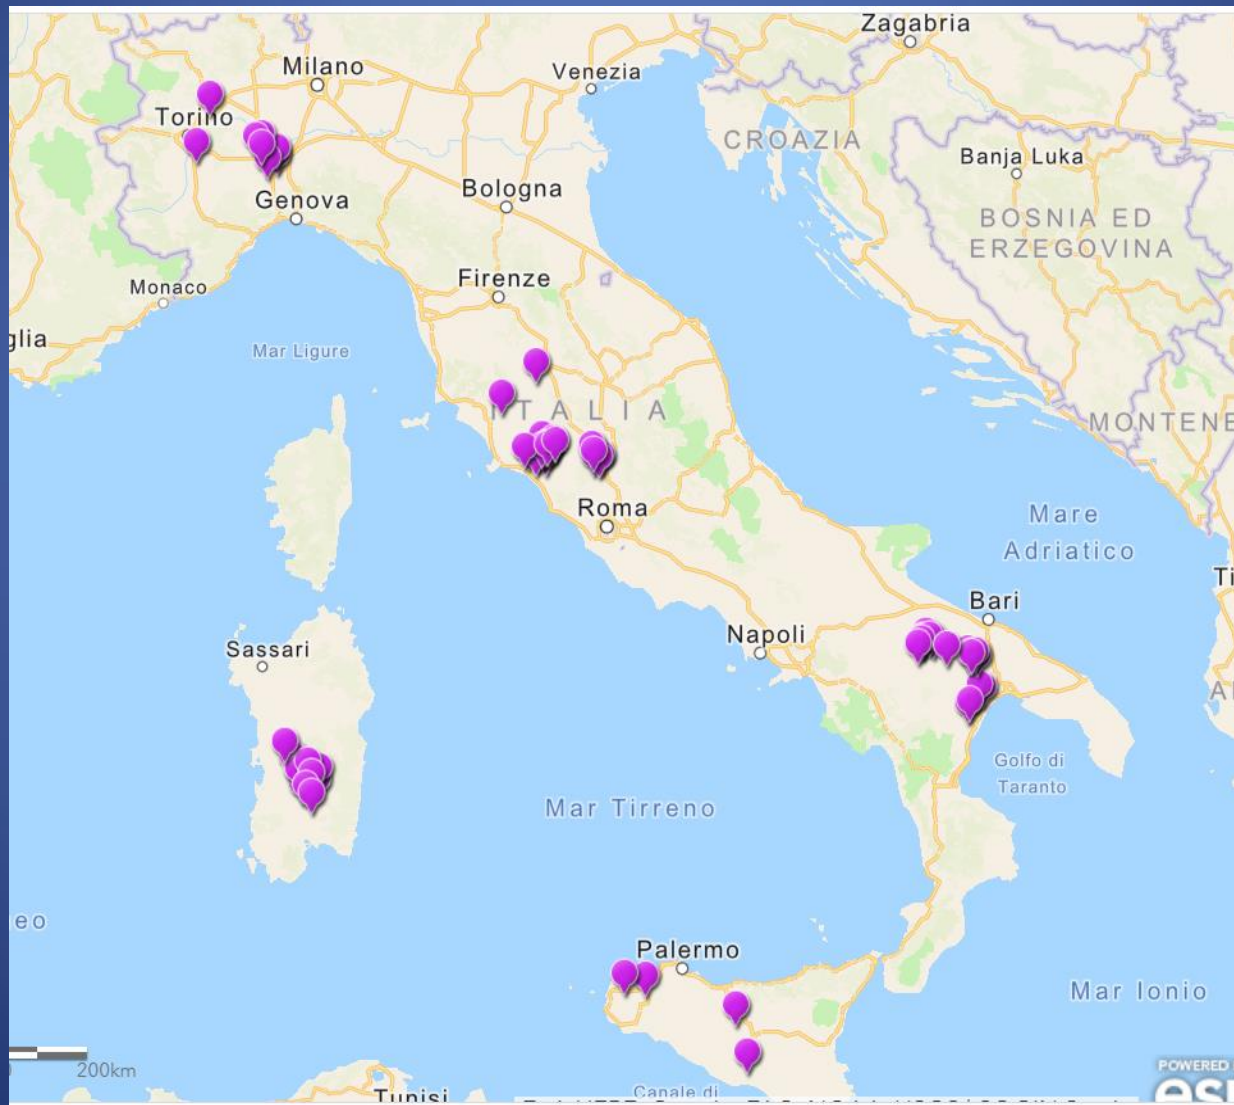 Zagabria
Milano
Venezia
Torino
CROAZIA
Banja Luka
Genova
Bologna
BOSNIA ED
ERZEGOVINA
Firenze
Monaco
glia
Mar Ligure
ITALIA
MONTENE
Roma
Mare
Adriatico
Ti
Bari
Napoli
Sassari
A
Golfo di
Taranto
Mar Tirreno
eo
Palermo
Mar Ionio
200km
Tunisi
Canale di
POWERED
esr